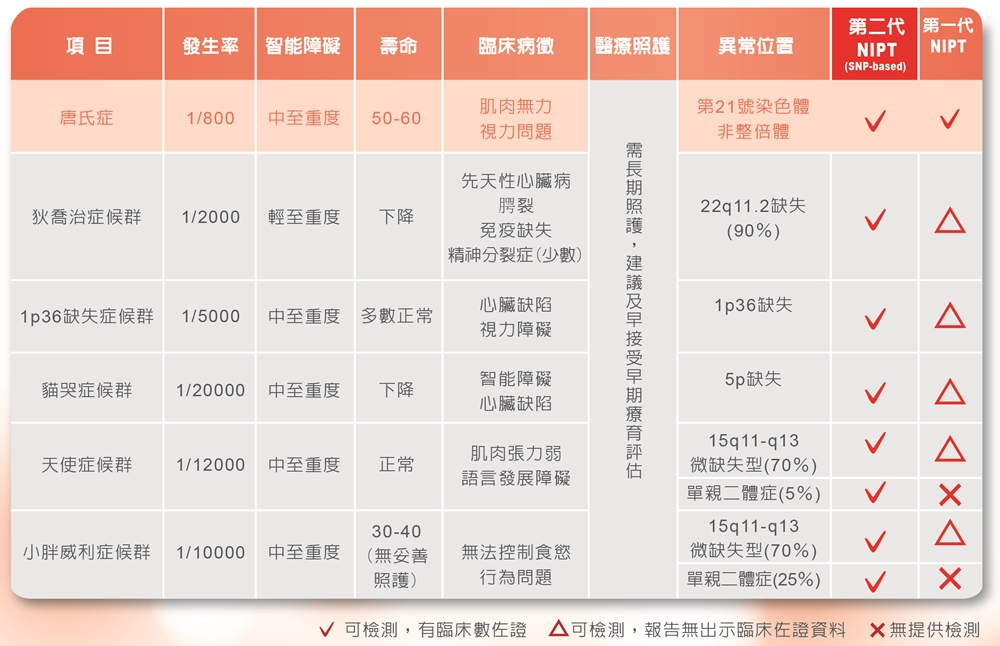 項 目 發生率 智能障礙 壽命 臨床病徵 醫療照護 異常位置 第二代 NIPT (SNP-based) 第一代 NIPT
唐氏症 1/800 中至重度 50-60 肌肉無力 視力問題 第21號染色體 非整倍體 ✓ ✓
需長期照護，建議及早接受早期療育評估
狄喬治症候群 1/2000 輕至重度 下降 先天性心臟病 腭裂 免疫缺失 精神分裂症(少數) 22q11.2缺失 (90%) ✓ △
1p36缺失症候群 1/5000 中至重度 多數正常 心臟缺陷 視力障礙 1p36缺失 ✓ △
貓哭症候群 1/20000 中至重度 下降 智能障礙 心臟缺陷 5p缺失 ✓ △
天使症候群 1/12000 中至重度 正常 肌肉張力弱 語言發展障礙 15q11-q13 微缺失型(70%) ✓ △
單親二體症(5%) ✓ ✕
小胖威利症候群 1/10000 中至重度 30-40 (無妥善照護) 無法控制食慾 行為問題 15q11-q13 微缺失型(70%) ✓ △
單親二體症(25%) ✓ ✕
✓ 可檢測，有臨床數佐證 △可檢測，報告無出示臨床佐證資料 ✕無提供檢測